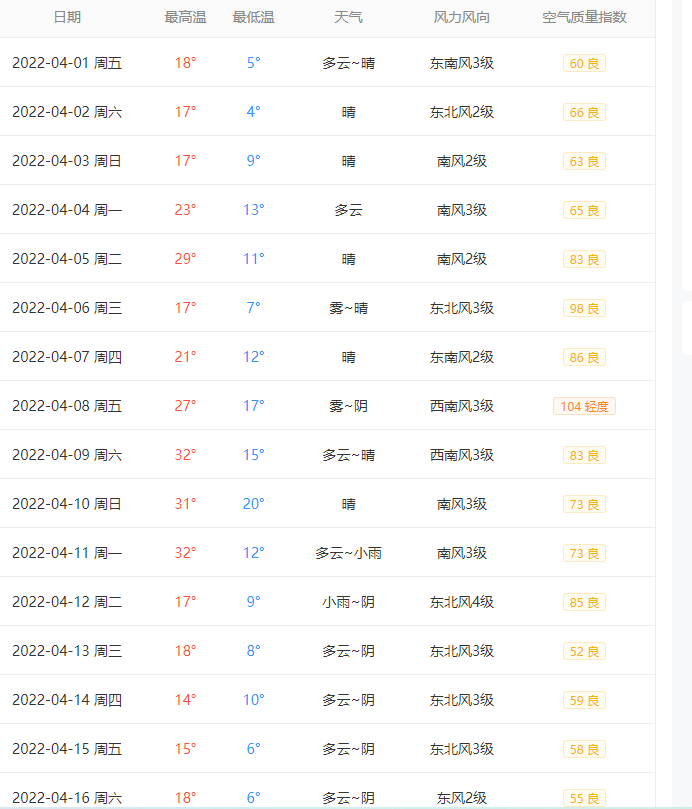 日期 最高温 最低温 天气 风力风向 空气质量指数
2022-04-01 周五 18° 5° 多云~晴 东南风3级 60 良
2022-04-02 周六 17° 4° 晴 东北风2级 66 良
2022-04-03 周日 17° 9° 晴 南风2级 63 良
2022-04-04 周一 23° 13° 多云 南风3级 65 良
2022-04-05 周二 29° 11° 晴 南风2级 83 良
2022-04-06 周三 17° 7° 雾~晴 东北风3级 98 良
2022-04-07 周四 21° 12° 晴 东南风2级 86 良
2022-04-08 周五 27° 17° 雾~阴 西南风3级 104 轻度
2022-04-09 周六 32° 15° 多云~晴 西南风3级 83 良
2022-04-10 周日 31° 20° 晴 南风3级 73 良
2022-04-11 周一 32° 12° 多云~小雨 南风3级 73 良
2022-04-12 周二 17° 9° 小雨~阴 东北风4级 85 良
2022-04-13 周三 18° 8° 多云~阴 东北风3级 52 良
2022-04-14 周四 14° 10° 多云~阴 东北风3级 59 良
2022-04-15 周五 15° 6° 多云~阴 东北风3级 58 良
2022-04-16 周六 18° 6° 多云~阴 东风2级 55 良